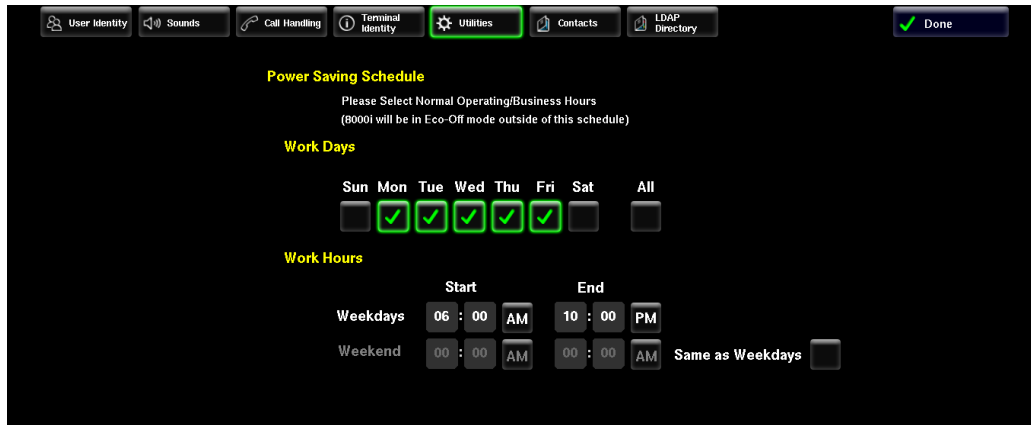 User Identity Sounds Call Handling Terminal Identity Utilities Contacts LDAP Directory Done
Power Saving Schedule
Please Select Normal Operating/Business Hours
(8000i will be in Eco-Off mode outside of this schedule)
Work Days
Sun Mon Tue Wed Thu Fri Sat All
Work Hours
Start End
Weekdays 06 : 00 AM 10 : 00 PM
Weekend 00 : 00 AM 00 : 00 AM Same as Weekdays